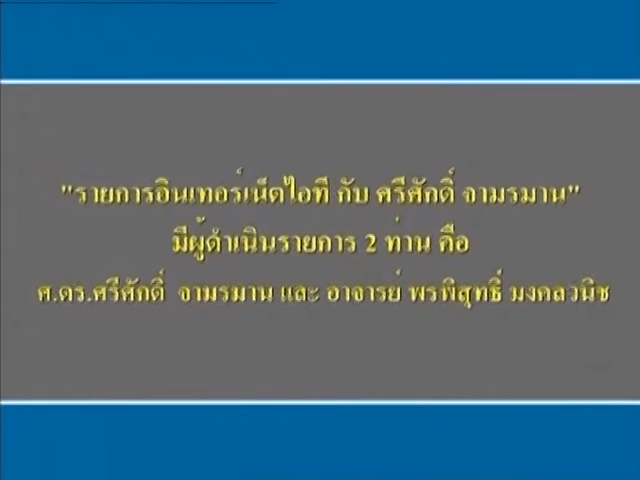 "รายการอินเทอร์เน็ตไอที กับ ศรีศักดิ์ จามรมาน"
มีผู้ดำเนินรายการ 2 ท่าน คือ
ศ.ดร.ศรีศักดิ์ จามรมาน และ อาจารย์ พรพิสุทธิ์ มงคลวนิช